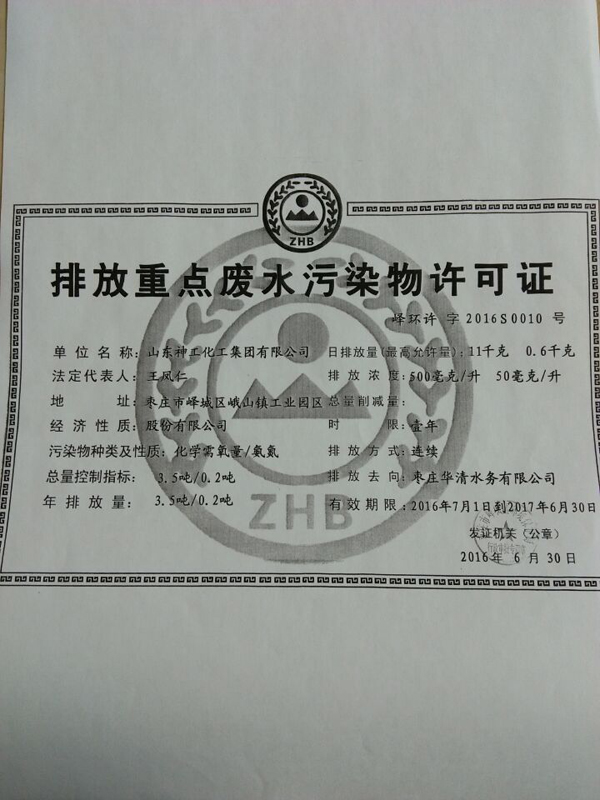 ZHB
排放重点废水污染物许可证
峄环许 字 2016S0010 号
单位名称：山东神工化工集团有限公司 日排放量(最高允许量)：11千克 0.6千克
法定代表人：王凤仁 排放浓度：500毫克/升 50毫克/升
地 址：枣庄市峄城区峨山镇工业园区 总量削减量：
经济性质：股份有限公司 时 限：壹年
污染物种类及性质：化学需氧量/氨氮 排放方式：连续
总量控制指标：3.5吨/0.2吨 排放去向：枣庄华清水务有限公司
年排放量：3.5吨/0.2吨 有效期限：2016年7月1日到2017年6月30日
ZHB
发证机关（公章）
2016年 6 月 30 日